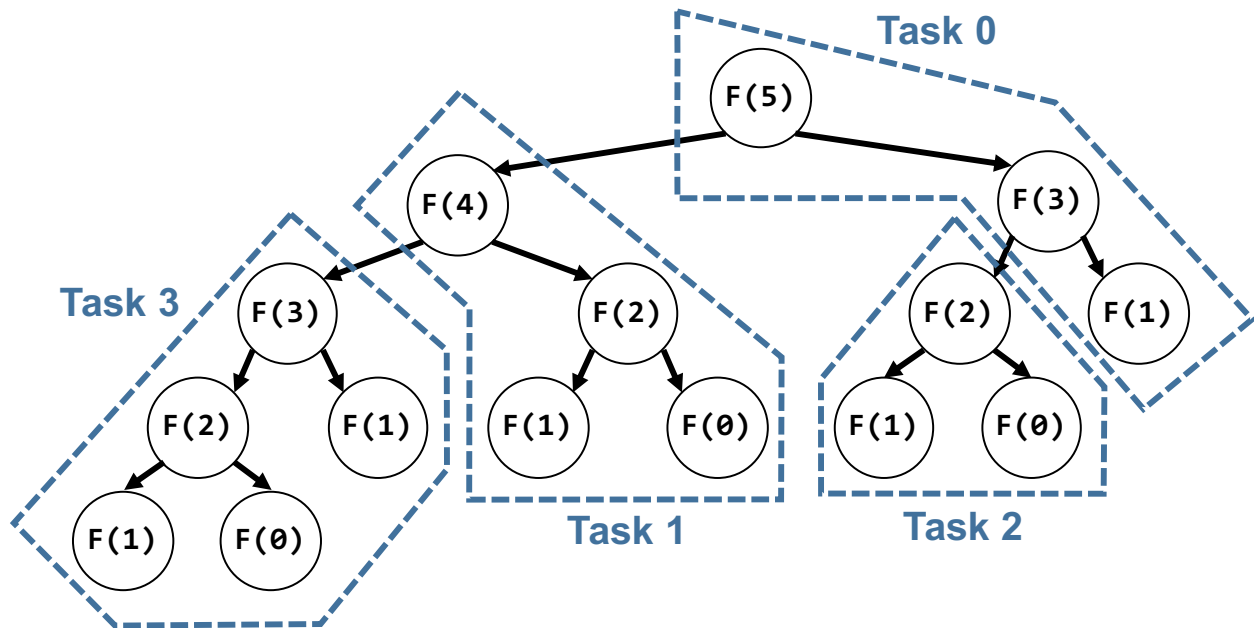 Task 0
F(5)
F(4)
F(3)
Task 3
F(3)
F(2)
F(2)
F(1)
F(2)
F(1)
F(1)
F(0)
F(1)
F(0)
F(1)
F(0)
Task 1
Task 2